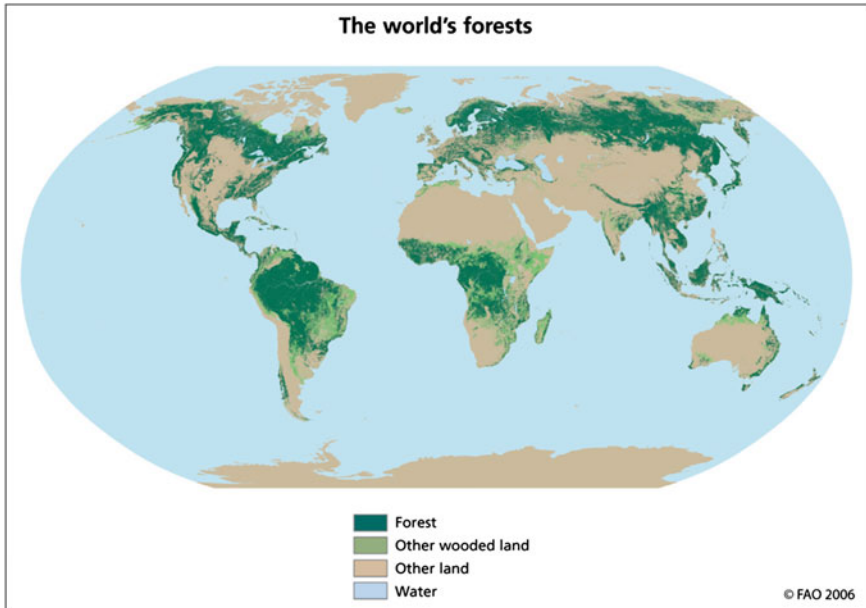 The world's forests
Forest
Other wooded land
Other land
Water
© FAO 2006